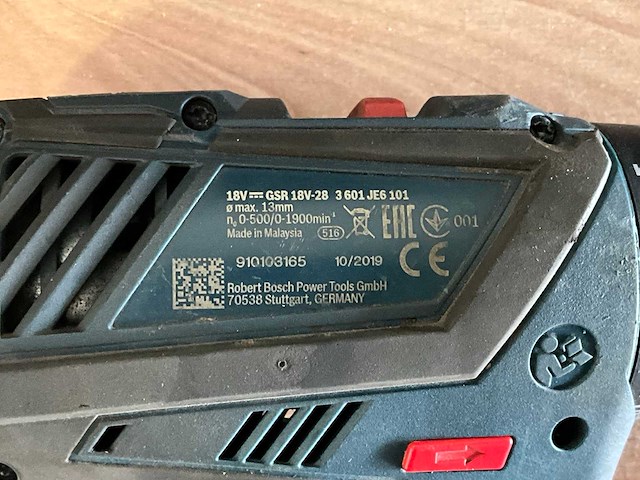 18V⎓ GSR 18V-28 3 601 JE6 101
ø max. 13mm
n₀ 0-500/0-1900min⁻¹
Made in Malaysia 516 EAC 001
910103165 10/2019 CE
Robert Bosch Power Tools GmbH
70538 Stuttgart, GERMANY